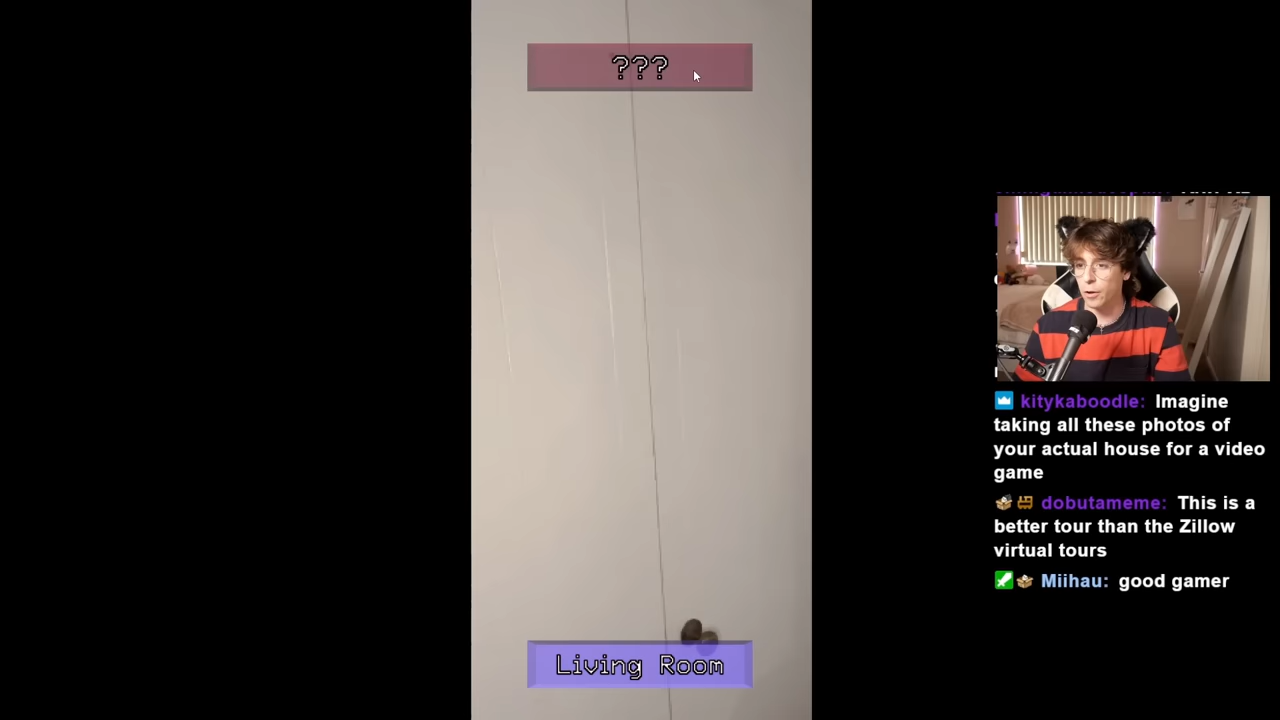 ???
kitykaboodle: Imagine
taking all these photos of
your actual house for a video
game
dobutameme: This is a
better tour than the Zillow
virtual tours
Miihau: good gamer
Living Room